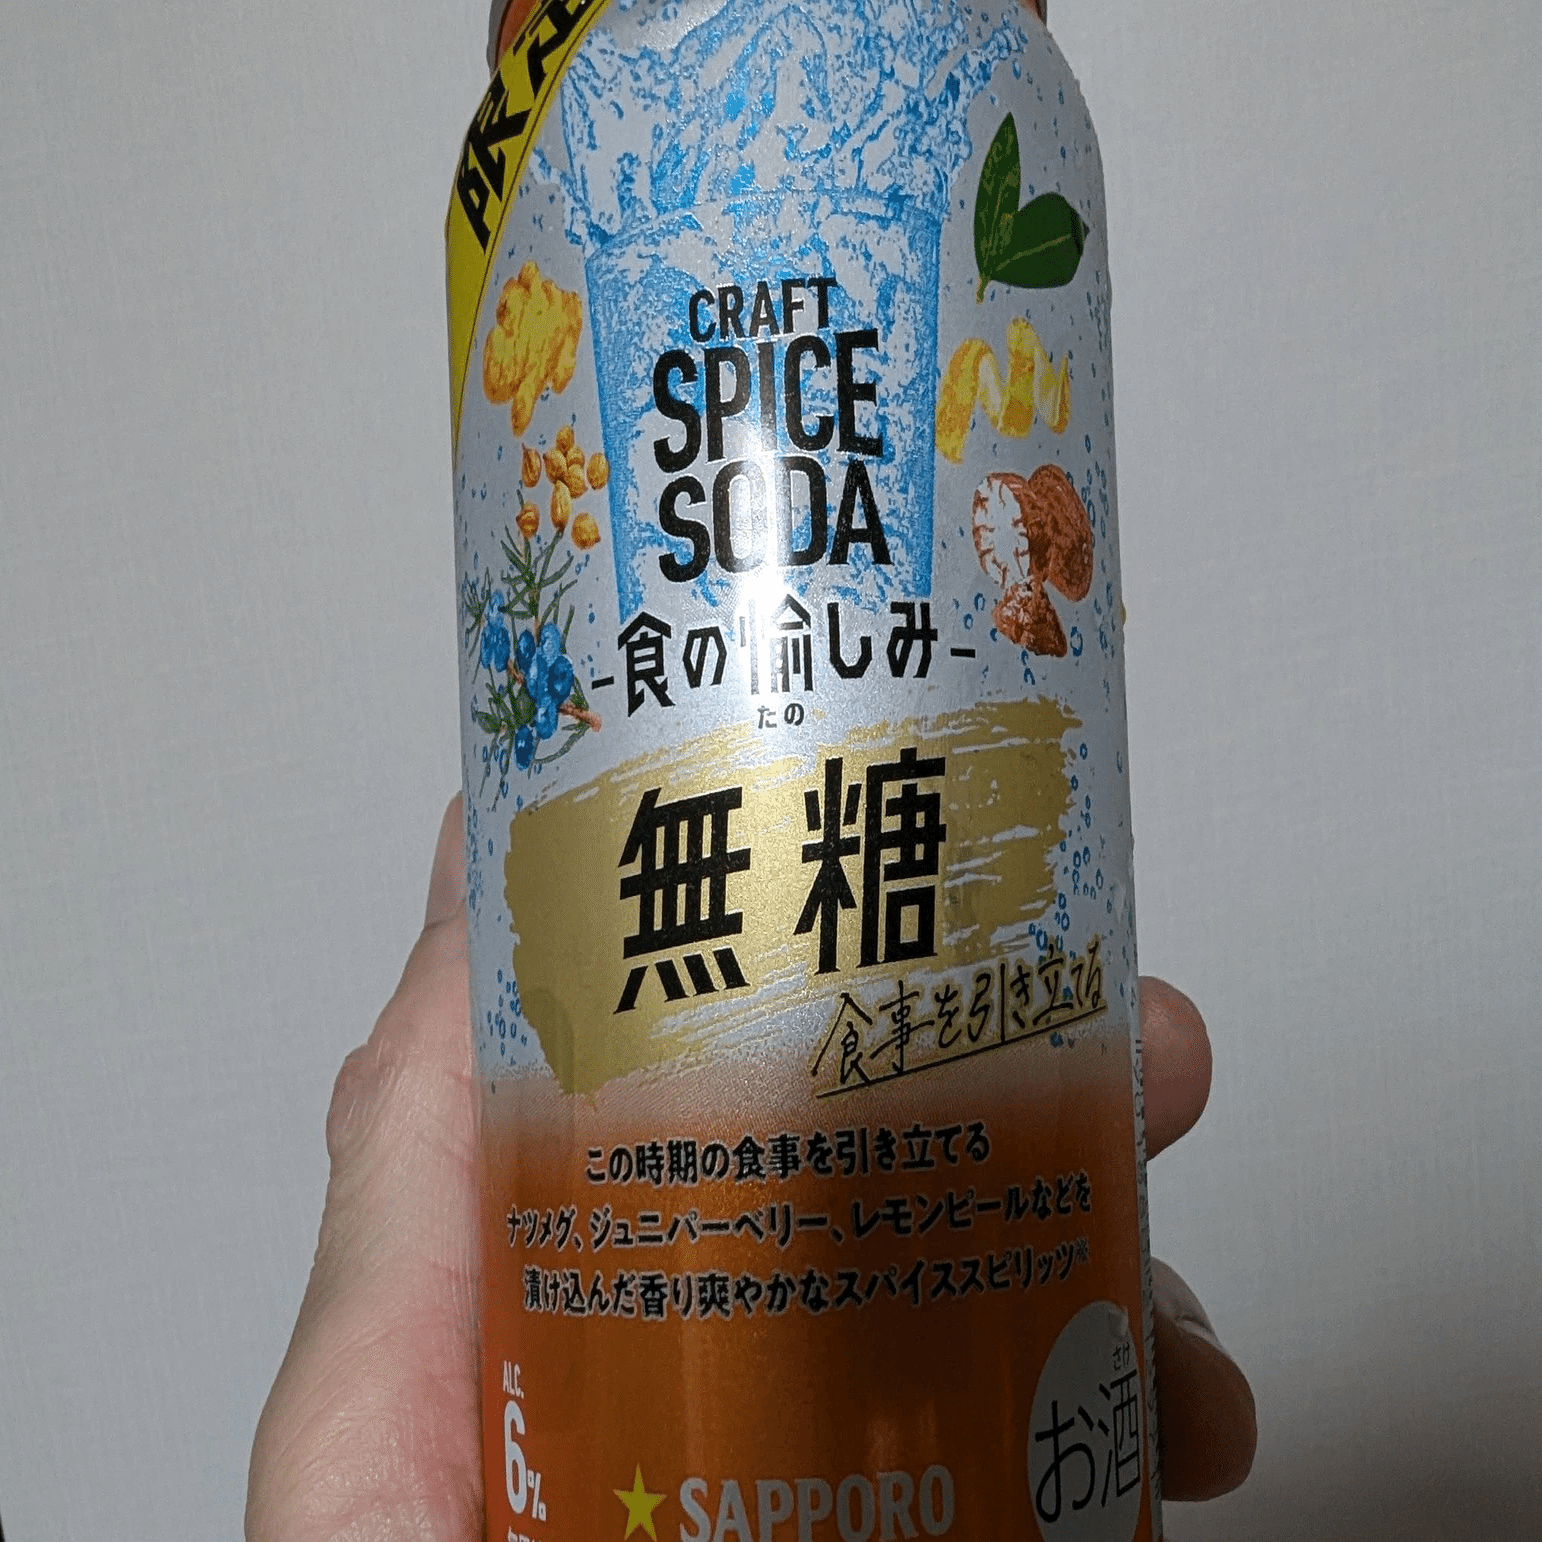 限定
CRAFT
SPICE
SODA
－食の愉しみ－
たの
無糖
食事を引き立てる
この時期の食事を引き立てる
ナツメグ、ジュニパーベリー、レモンピールなどを
漬け込んだ香り爽やかなスパイススピリッツ※
ALC.
6%
さけ
お酒
★SAPPORO